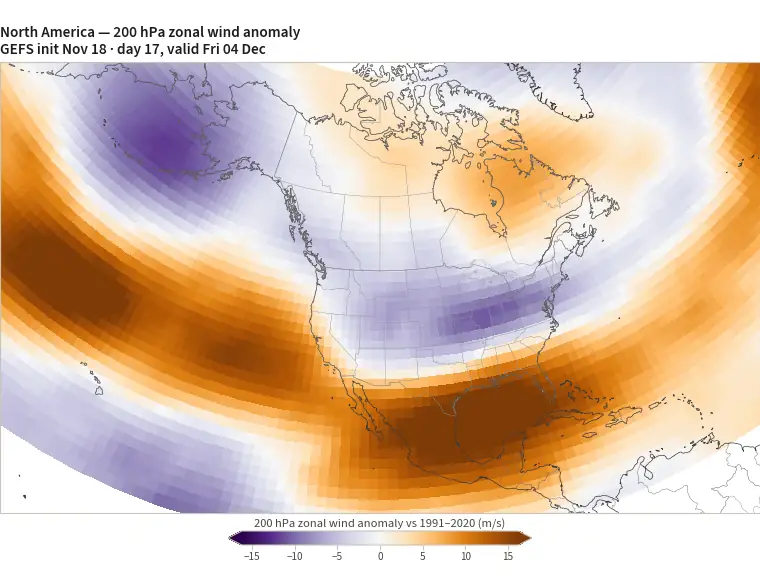 North America — 200 hPa zonal wind anomaly
GEFS init Nov 18 · day 17, valid Fri 04 Dec
200 hPa zonal wind anomaly vs 1991–2020 (m/s)
−15 −10 −5 0 5 10 15